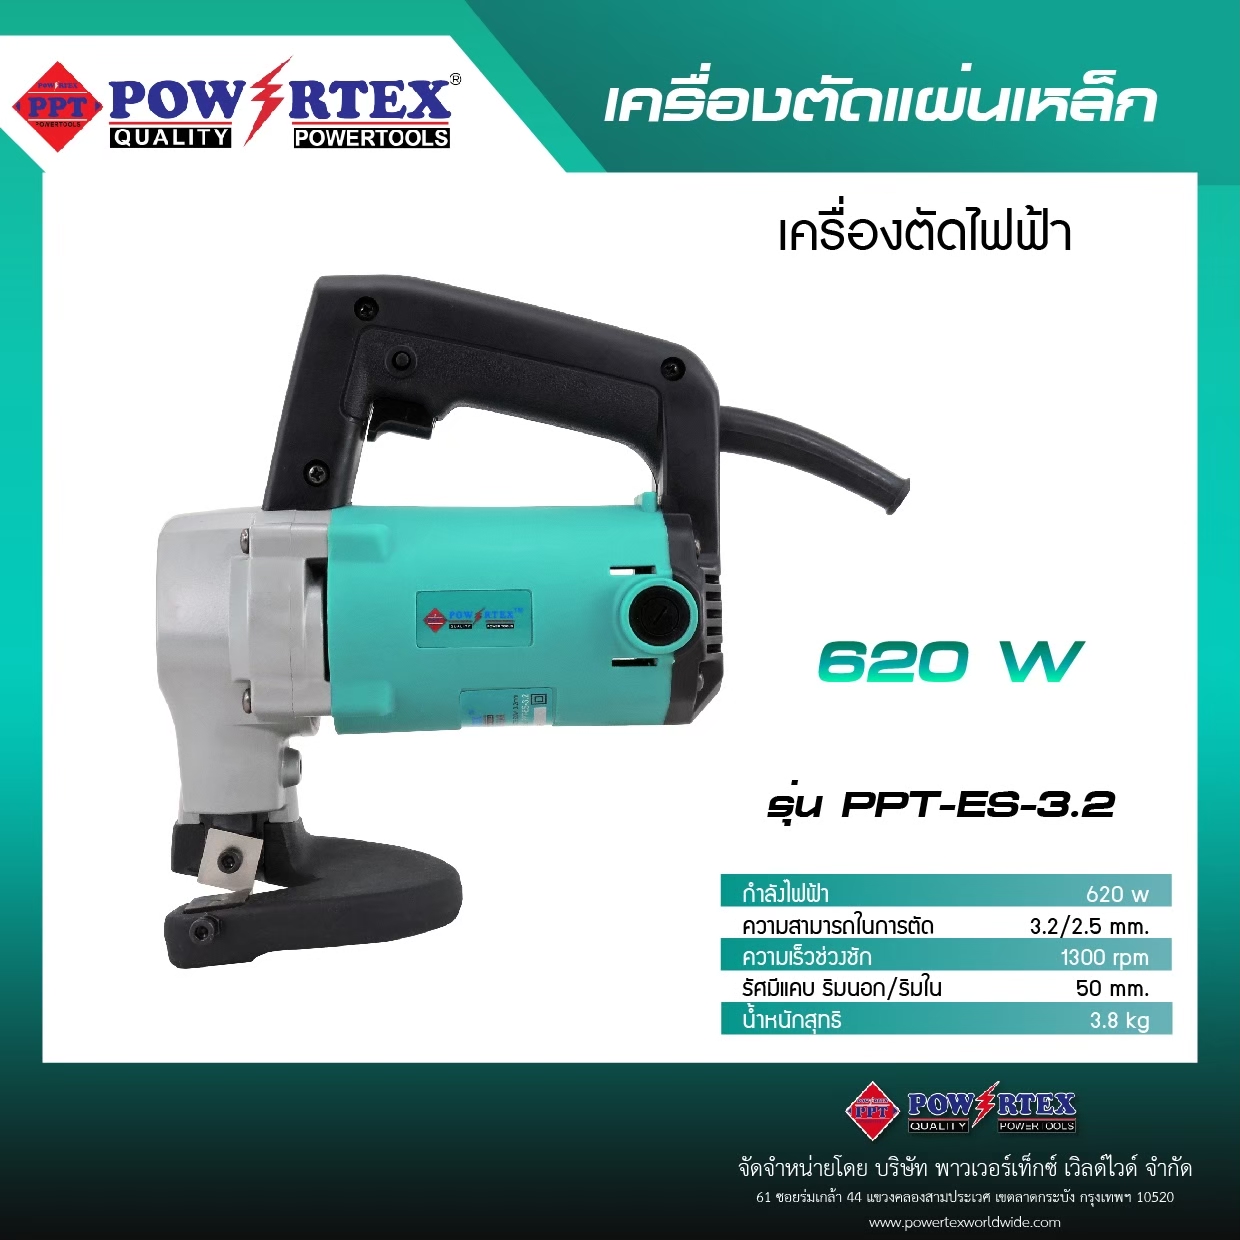 PPT
POWERTEX
POWERTOOLS
POWERTEX®
QUALITY POWERTOOLS
เครื่องตัดแผ่นเหล็ก
เครื่องตัดไฟฟ้า
POWERTEX™
QUALITY POWERTOOLS
620 W
รุ่น PPT-ES-3.2
กำลังไฟฟ้า 620 w
ความสามารถในการตัด 3.2/2.5 mm.
ความเร็วช่วงชัก 1300 rpm
รัศมีแคบ ริมนอก/ริมใน 50 mm.
น้ำหนักสุทธิ 3.8 kg
PPT POWERTEX
QUALITY POWERTOOLS
จัดจำหน่ายโดย บริษัท พาวเวอร์เท็กซ์ เวิลด์ไวด์ จำกัด
61 ซอยร่มเกล้า 44 แขวงคลองสามประเวศ เขตลาดกระบัง กรุงเทพฯ 10520
www.powertexworldwide.com